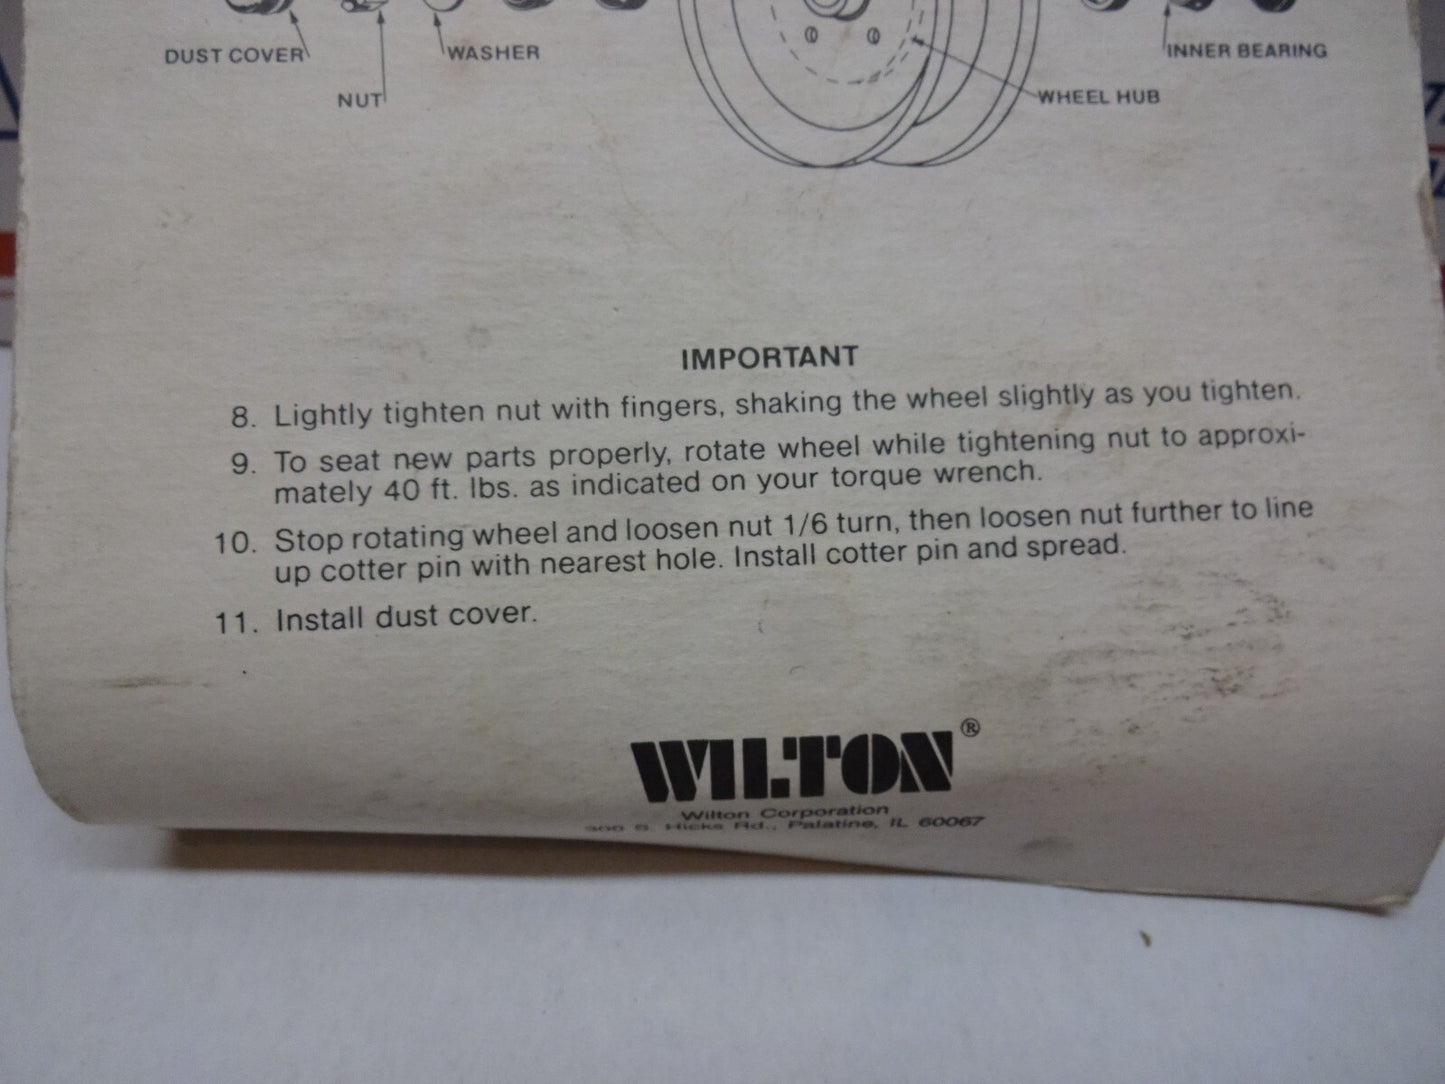 DUST COVER
WASHER
INNER BEARING
NUT
WHEEL HUB
IMPORTANT
8. Lightly tighten nut with fingers, shaking the wheel slightly as you tighten.
9. To seat new parts properly, rotate wheel while tightening nut to approxi-
mately 40 ft. lbs. as indicated on your torque wrench.
10. Stop rotating wheel and loosen nut 1/6 turn, then loosen nut further to line
up cotter pin with nearest hole. Install cotter pin and spread.
11. Install dust cover.
WILTON®
Wilton Corporation
300 S. Hicks Rd., Palatine, IL 60067